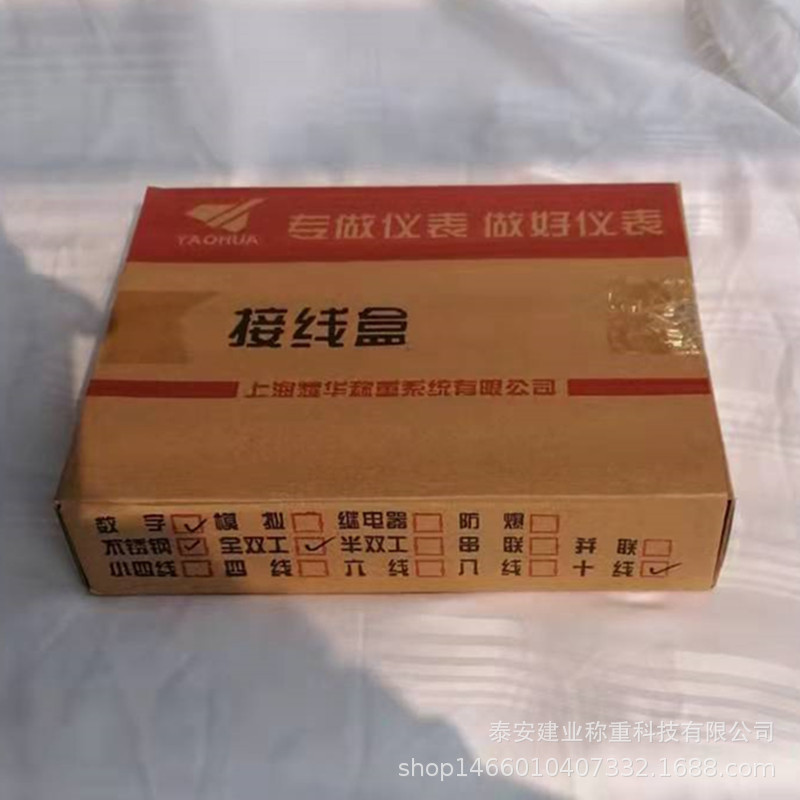 YAOHUA 专做仪表 做好仪表
接线盒
上海耀华称重系统有限公司
数字 模拟 继电器 防爆
不锈钢 全双工 半双工 串联 并联
小四线 四线 六线 八线 十线
泰安建业称重科技有限公司
shop1466010407332.1688.com